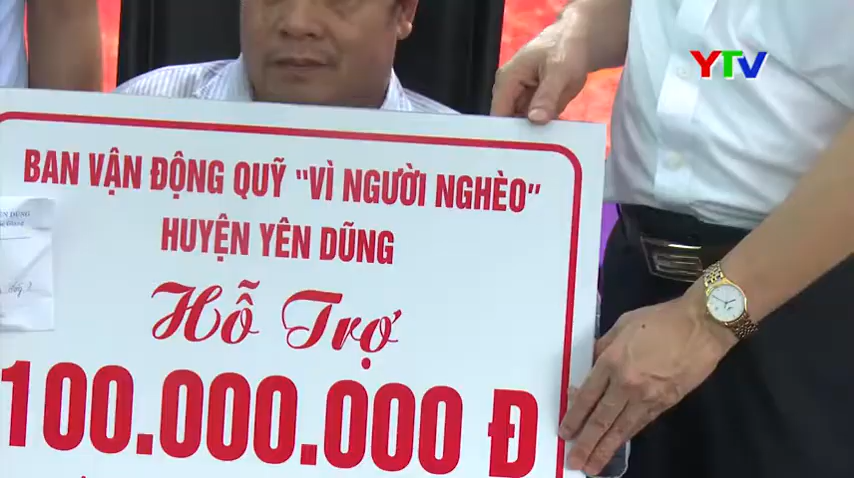 YTV
BAN VẬN ĐỘNG QUỸ "VÌ NGƯỜI NGHÈO"
HUYỆN YÊN DŨNG
Hỗ Trợ
100.000.000 Đ